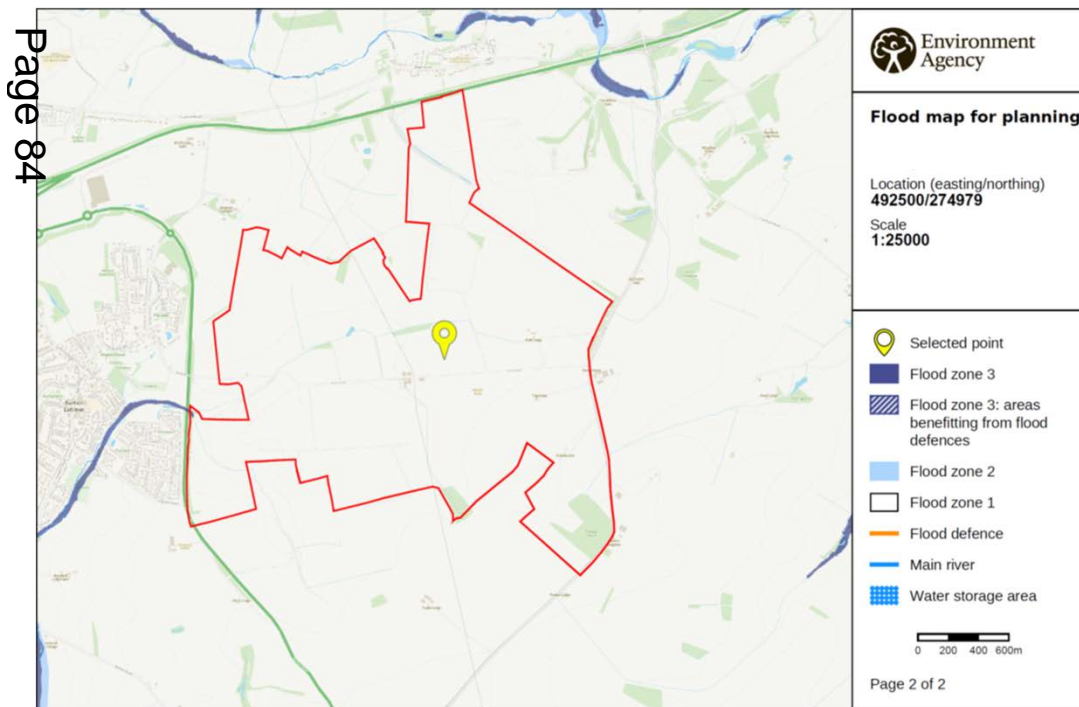 Page 84
Environment
Agency
Flood map for planning
Location (easting/northing)
492500/274979
Scale
1:25000
Selected point
Flood zone 3
Flood zone 3: areas
benefitting from flood
defences
Flood zone 2
Flood zone 1
Flood defence
Main river
Water storage area
0 200 400 600m
Page 2 of 2